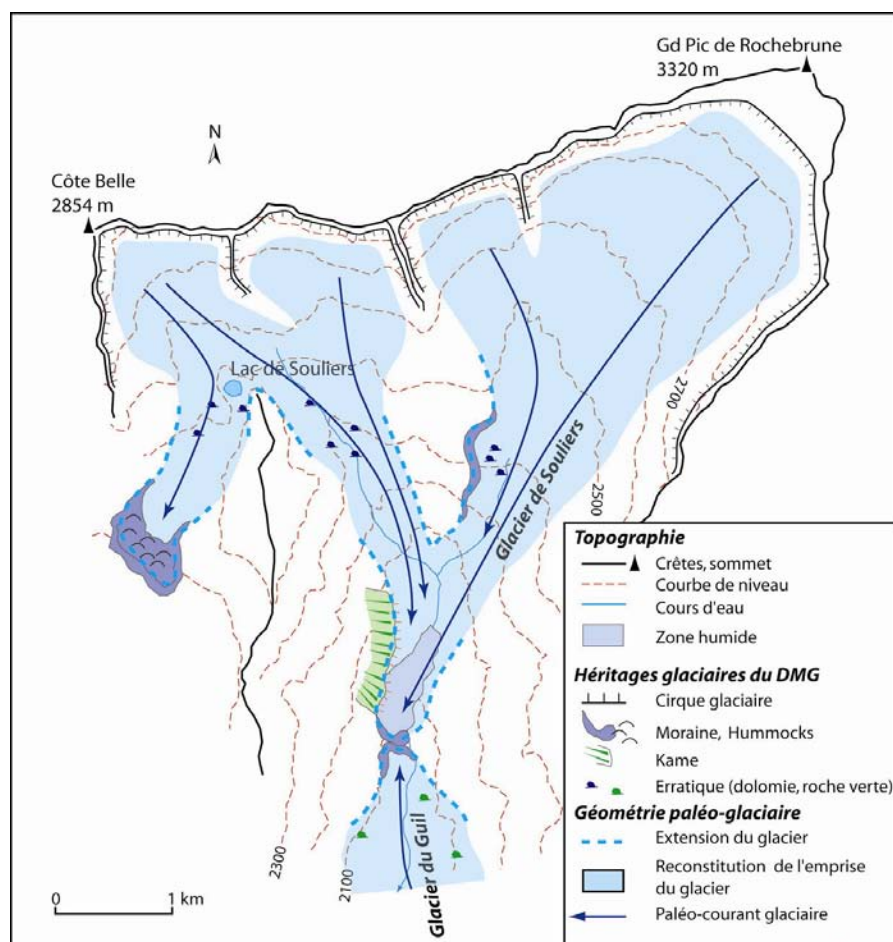 Gd Pic de Rochebrune
3320 m
N
Côte Belle
2854 m
Lac de Souliers
2700
Glacier de Souliers
2500
2300
2100
Glacier du Guil
0 1 km
Topographie
Crêtes, sommet
Courbe de niveau
Cours d'eau
Zone humide
Héritages glaciaires du DMG
Cirque glaciaire
Moraine, Hummocks
Kame
Erratique (dolomie, roche verte)
Géométrie paléo-glaciaire
Extension du glacier
Reconstitution de l'emprise
du glacier
Paléo-courant glaciaire